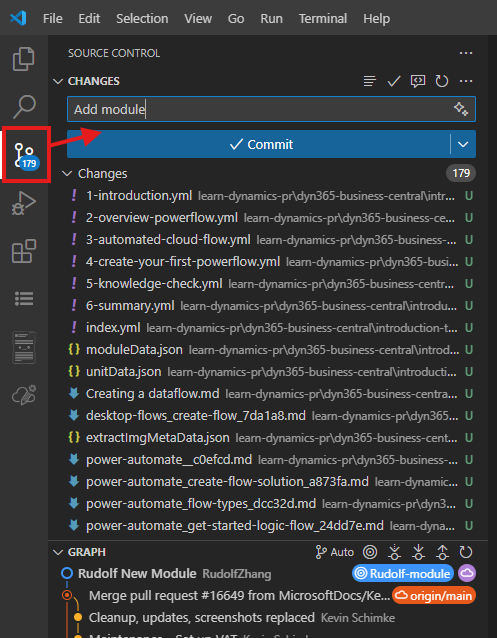 File Edit Selection View Go Run Terminal Help
SOURCE CONTROL
CHANGES
Add module
179
Commit
Changes 179
1-introduction.yml learn-dynamics-pr\dyn365-business-central\intr... U
2-overview-powerflow.yml learn-dynamics-pr\dyn365-business-ce... U
3-automated-cloud-flow.yml learn-dynamics-pr\dyn365-business-... U
4-create-your-first-powerflow.yml learn-dynamics-pr\dyn365-bus... U
5-knowledge-check.yml learn-dynamics-pr\dyn365-business-cent... U
6-summary.yml learn-dynamics-pr\dyn365-business-central\introdu... U
index.yml learn-dynamics-pr\dyn365-business-central\introduction-t... U
moduleData.json learn-dynamics-pr\dyn365-business-central\introd... U
unitData.json learn-dynamics-pr\dyn365-business-central\introducti... U
Creating a dataflow.md learn-dynamics-pr\dyn365-business-centra... U
desktop-flows_create-flow_7da1a8.md learn-dynamics-pr\dyn365... U
extractImgMetaData.json learn-dynamics-pr\dyn365-business-cent... U
power-automate__c0efcd.md learn-dynamics-pr\dyn365-business-... U
power-automate_create-flow-solution_a873fa.md learn-dynamics... U
power-automate_flow-types_dcc32d.md learn-dynamics-pr\dyn3... U
power-automate_get-started-logic-flow_24dd7e.md learn-dyna... U
GRAPH Auto
Rudolf New Module RudolfZhang Rudolf-module
Merge pull request #16649 from MicrosoftDocs/Ke... origin/main
Cleanup, updates, screenshots replaced Kevin Schimke
Maintenance - Set up VAT Kevin Schimke